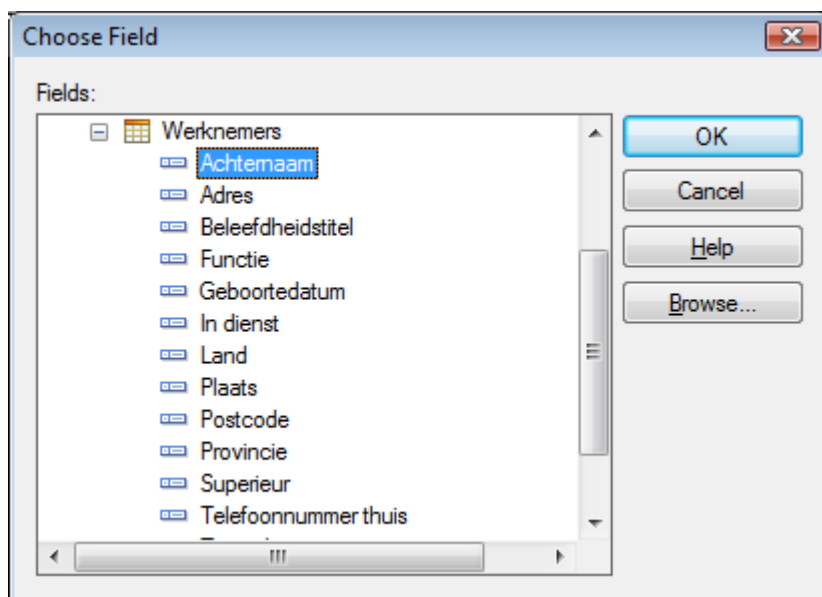 Choose Field
Fields:
Werknemers
Achternaam
Adres
Beleefdheidstitel
Functie
Geboortedatum
In dienst
Land
Plaats
Postcode
Provincie
Superieur
Telefoonnummer thuis
OK
Cancel
Help
Browse...